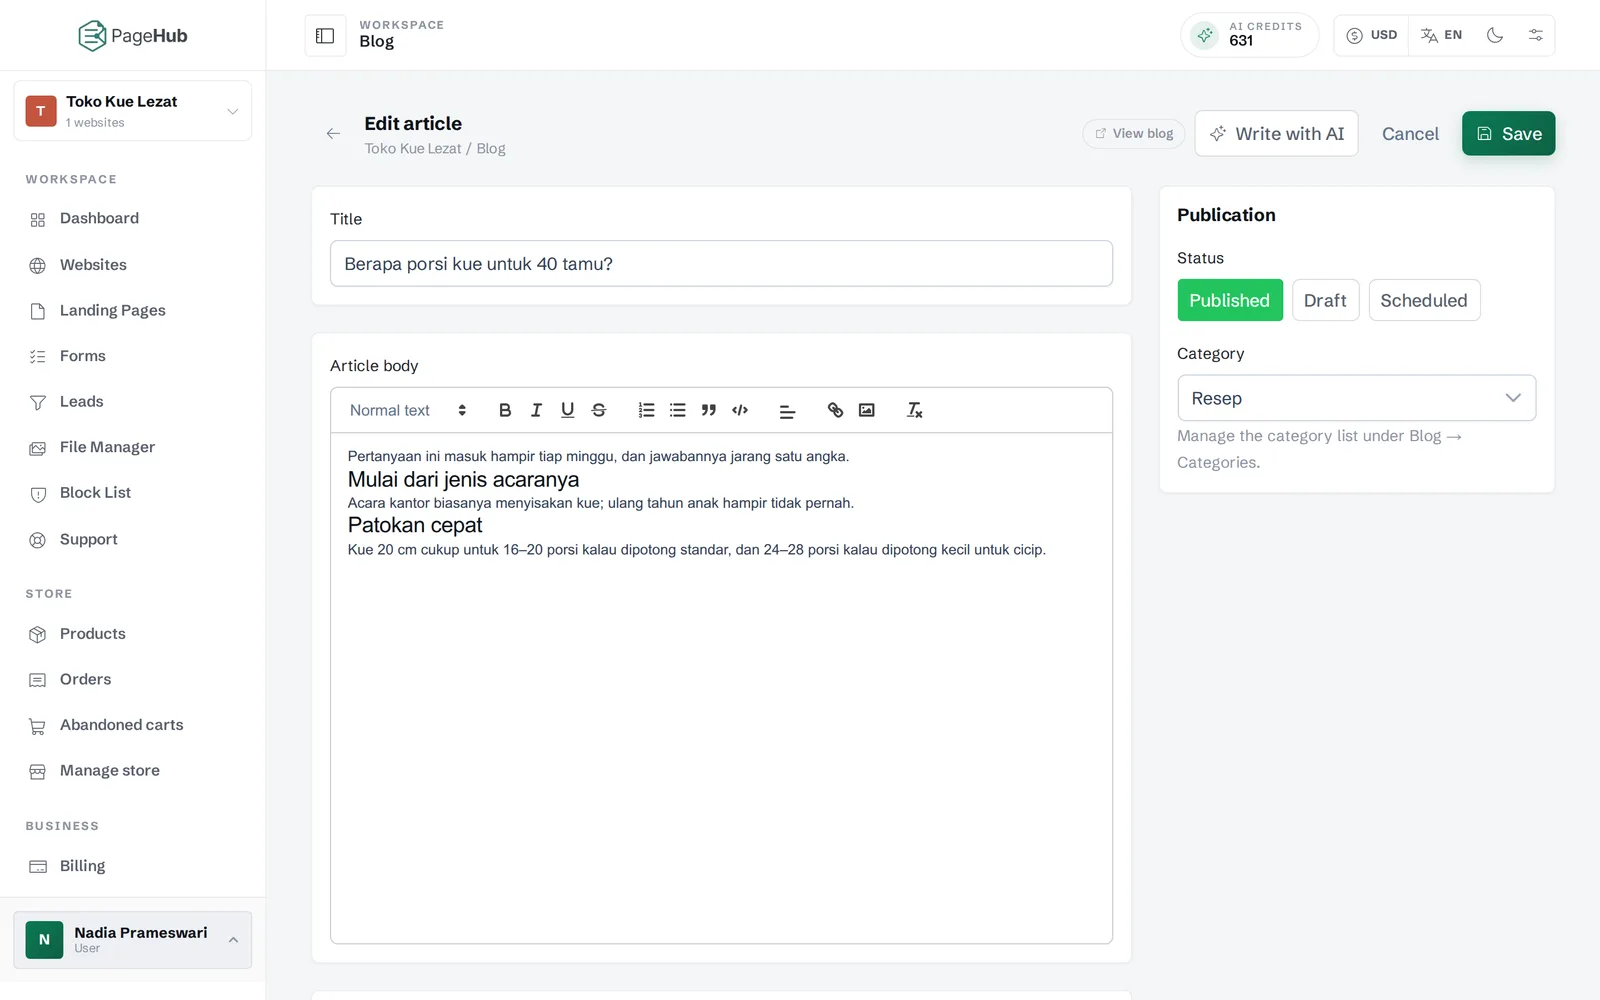 PageHub
WORKSPACE
Blog
AI CREDITS
631
USD
EN
T
Toko Kue Lezat
1 websites
WORKSPACE
Dashboard
Websites
Landing Pages
Forms
Leads
File Manager
Block List
Support
STORE
Products
Orders
Abandoned carts
Manage store
BUSINESS
Billing
N
Nadia Prameswari
User
Edit article
Toko Kue Lezat / Blog
View blog
Write with AI
Cancel
Save
Title
Berapa porsi kue untuk 40 tamu?
Article body
Normal text
Pertanyaan ini masuk hampir tiap minggu, dan jawabannya jarang satu angka.
Mulai dari jenis acaranya
Acara kantor biasanya menyisakan kue; ulang tahun anak hampir tidak pernah.
Patokan cepat
Kue 20 cm cukup untuk 16–20 porsi kalau dipotong standar, dan 24–28 porsi kalau dipotong kecil untuk cicip.
Publication
Status
Published
Draft
Scheduled
Category
Resep
Manage the category list under Blog →
Categories.